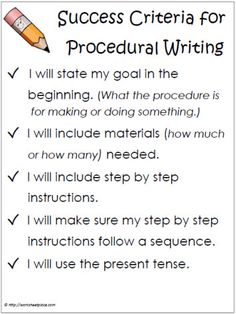 Success Criteria for
Procedural Writing
✓ I will state my goal in the
beginning. (What the procedure is
for making or doing something.)
✓ I will include materials (how much
or how many) needed.
✓ I will include step by step
instructions.
✓ I will make sure my step by step
instructions follow a sequence.
✓ I will use the present tense.
© http://worksheetplace.com